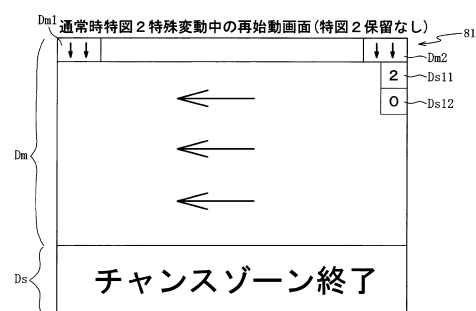 通常時特図2特殊変動中の再始動画面(特図2保留なし)
Dm1
81
Dm2
2
Ds11
0
Ds12
Dm
Ds
チャンスゾーン終了